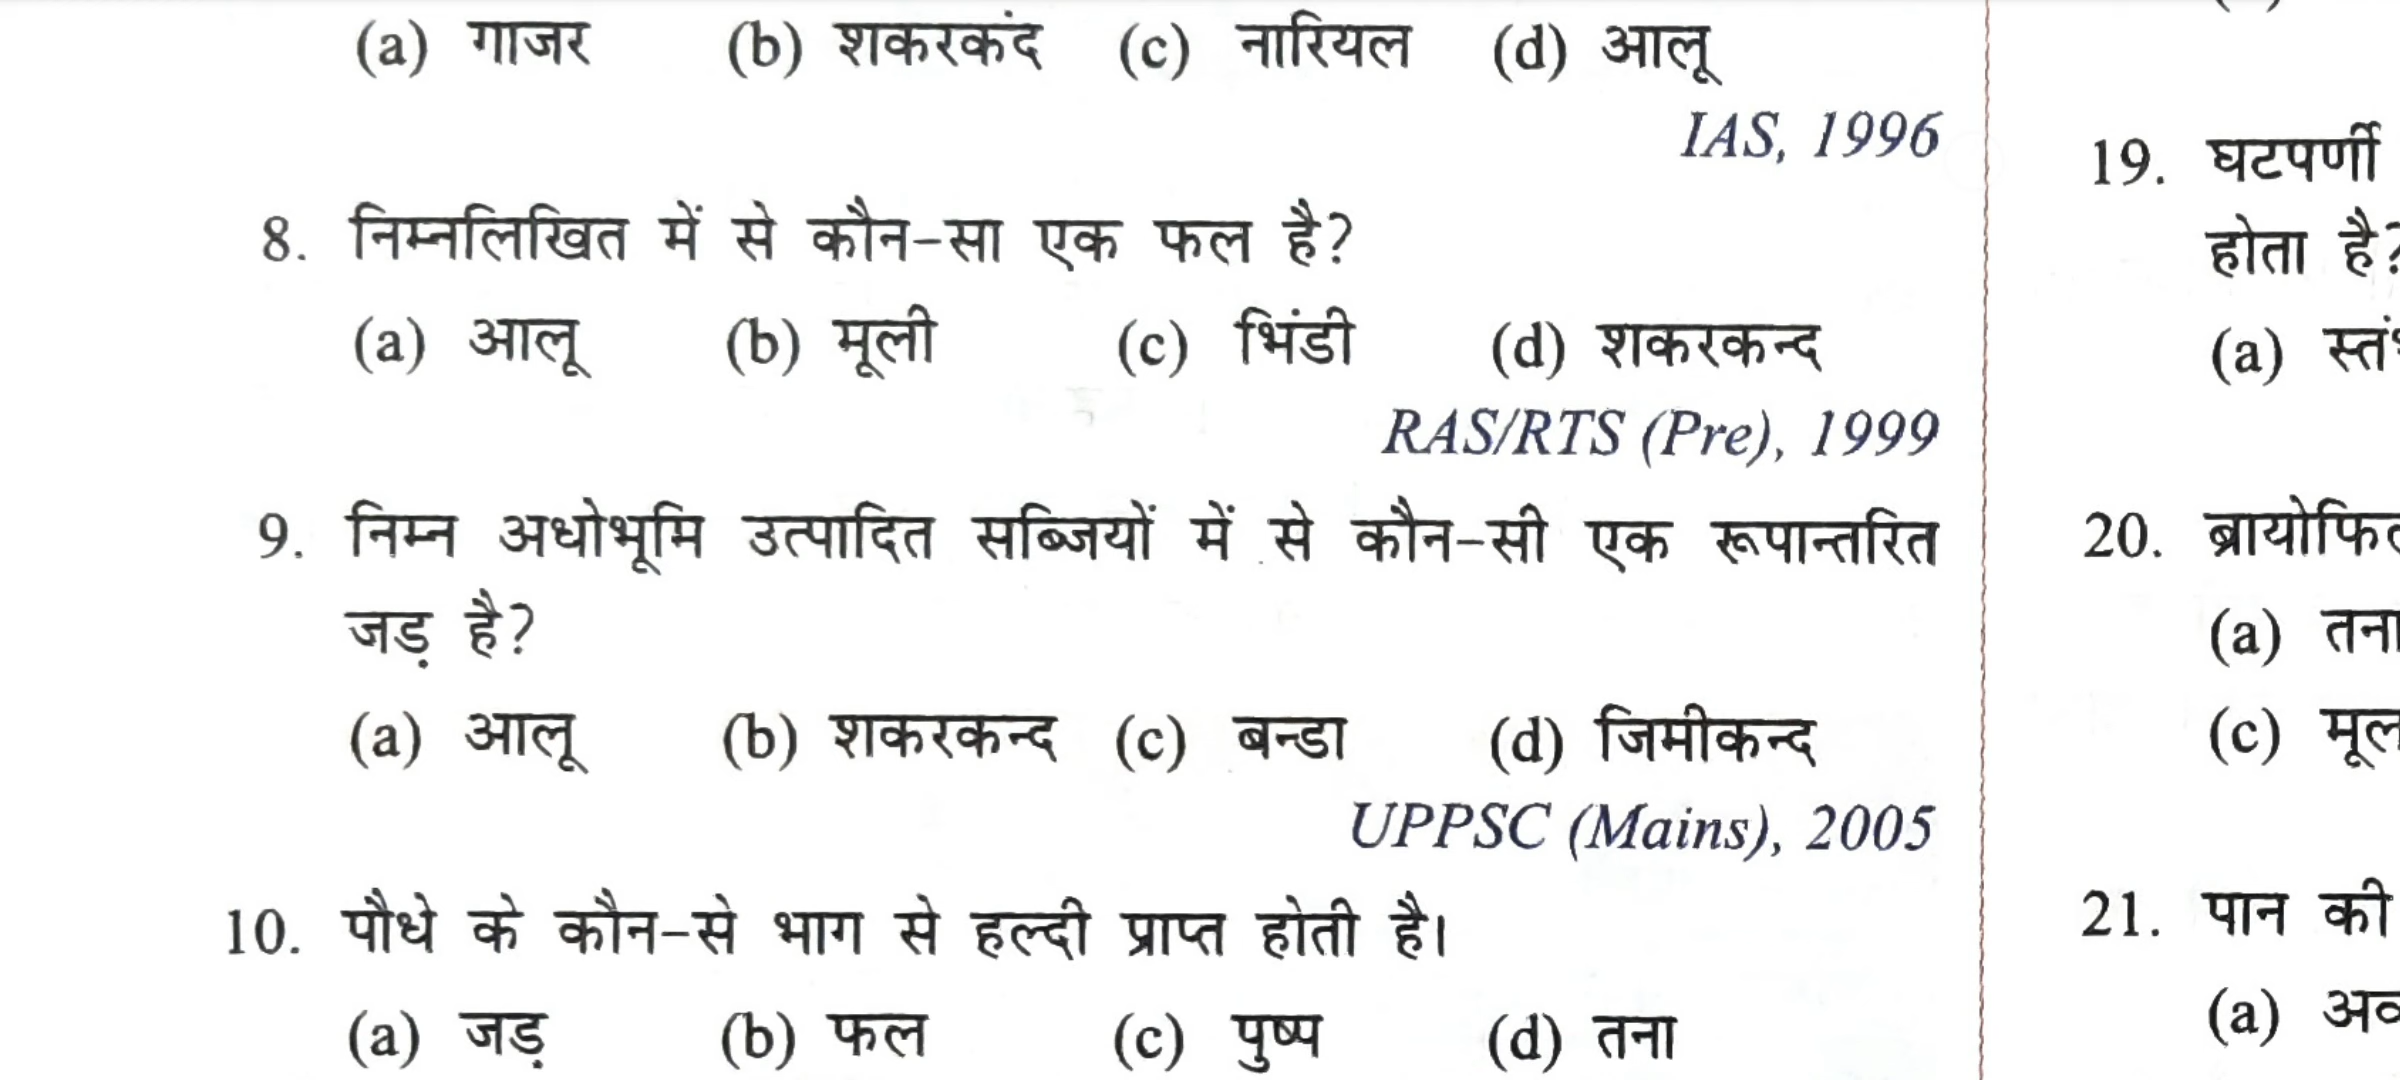 (a) गाजर (b) शकरकंद (c) नारियल (d) आलू
IAS, 1996
8. निम्नलिखित में से कौन-सा एक फल है?
(a) आलू (b) मूली (c) भिंडी (d) शकरकन्द
RAS/RTS (Pre), 1999
9. निम्न अधोभूमि उत्पादित सब्जियों में से कौन-सी एक रूपान्तरित
जड़ है?
(a) आलू (b) शकरकन्द (c) बन्डा (d) जिमीकन्द
UPPSC (Mains), 2005
10. पौधे के कौन-से भाग से हल्दी प्राप्त होती है।
(a) जड़ (b) फल (c) पुष्प (d) तना
19. घटपर्णी
होता है?
(a)
20.
(a) तना
(c)
21. पान की
(a)